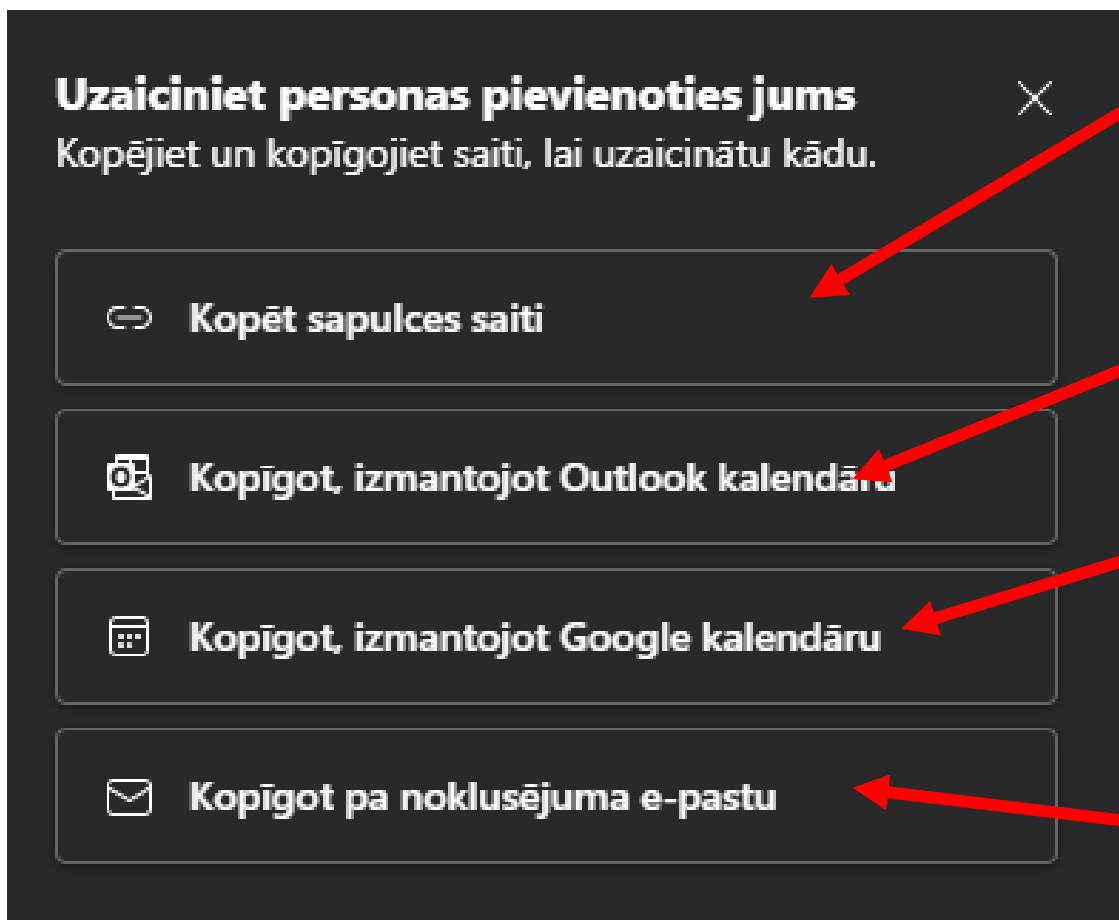 Uzaiciniet personas pievienoties jums
Kopējiet un kopīgojiet saiti, lai uzaicinātu kādu.
Kopēt sapulces saiti
Kopīgot, izmantojot Outlook kalendāru
Kopīgot, izmantojot Google kalendāru
Kopīgot pa noklusējuma e-pastu